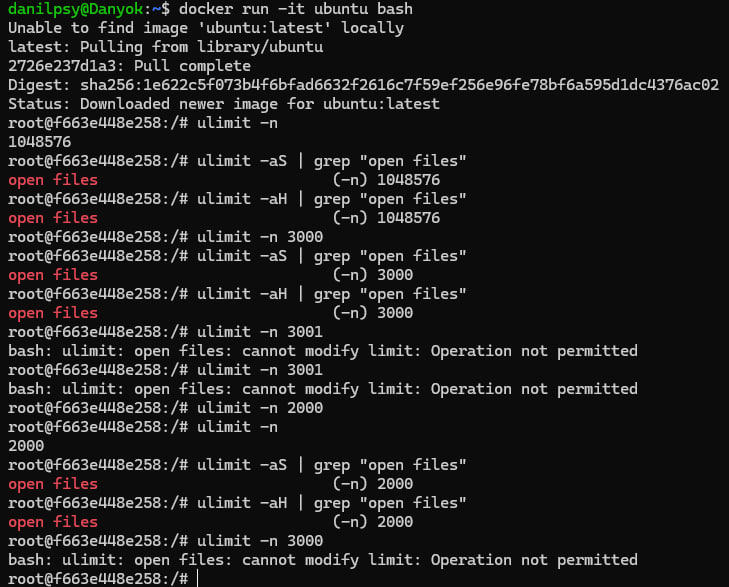 danilpsy@Danyok:~$ docker run -it ubuntu bash
Unable to find image 'ubuntu:latest' locally
latest: Pulling from library/ubuntu
2726e237d1a3: Pull complete
Digest: sha256:1e622c5f073b4f6bfad6632f2616c7f59ef256e96fe78bf6a595d1dc4376ac02
Status: Downloaded newer image for ubuntu:latest
root@f663e448e258:/# ulimit -n
1048576
root@f663e448e258:/# ulimit -aS | grep "open files"
open files                          (-n) 1048576
root@f663e448e258:/# ulimit -aH | grep "open files"
open files                          (-n) 1048576
root@f663e448e258:/# ulimit -n 3000
root@f663e448e258:/# ulimit -aS | grep "open files"
open files                          (-n) 3000
root@f663e448e258:/# ulimit -aH | grep "open files"
open files                          (-n) 3000
root@f663e448e258:/# ulimit -n 3001
bash: ulimit: open files: cannot modify limit: Operation not permitted
root@f663e448e258:/# ulimit -n 3001
bash: ulimit: open files: cannot modify limit: Operation not permitted
root@f663e448e258:/# ulimit -n 2000
root@f663e448e258:/# ulimit -n
2000
root@f663e448e258:/# ulimit -aS | grep "open files"
open files                          (-n) 2000
root@f663e448e258:/# ulimit -aH | grep "open files"
open files                          (-n) 2000
root@f663e448e258:/# ulimit -n 3000
bash: ulimit: open files: cannot modify limit: Operation not permitted
root@f663e448e258:/#